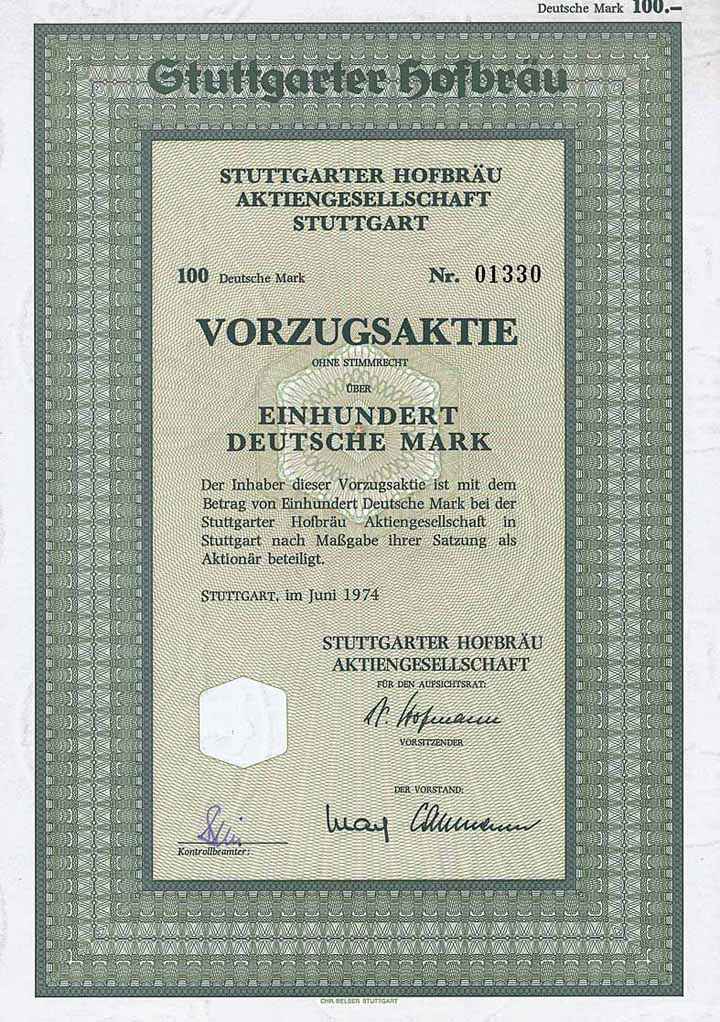 Deutsche Mark 100.–
Stuttgarter Hofbräu
STUTTGARTER HOFBRÄU
AKTIENGESELLSCHAFT
STUTTGART
100 Deutsche Mark Nr. 01330
VORZUGSAKTIE
OHNE STIMMRECHT
ÜBER
EINHUNDERT
DEUTSCHE MARK
Der Inhaber dieser Vorzugsaktie ist mit dem
Betrag von Einhundert Deutsche Mark bei der
Stuttgarter Hofbräu Aktiengesellschaft in
Stuttgart nach Maßgabe ihrer Satzung als
Aktionär beteiligt.
STUTTGART, im Juni 1974
STUTTGARTER HOFBRÄU
AKTIENGESELLSCHAFT
FÜR DEN AUFSICHTSRAT:
VORSITZENDER
DER VORSTAND:
Kontrollbeamter:
CHR. BELSER STUTTGART